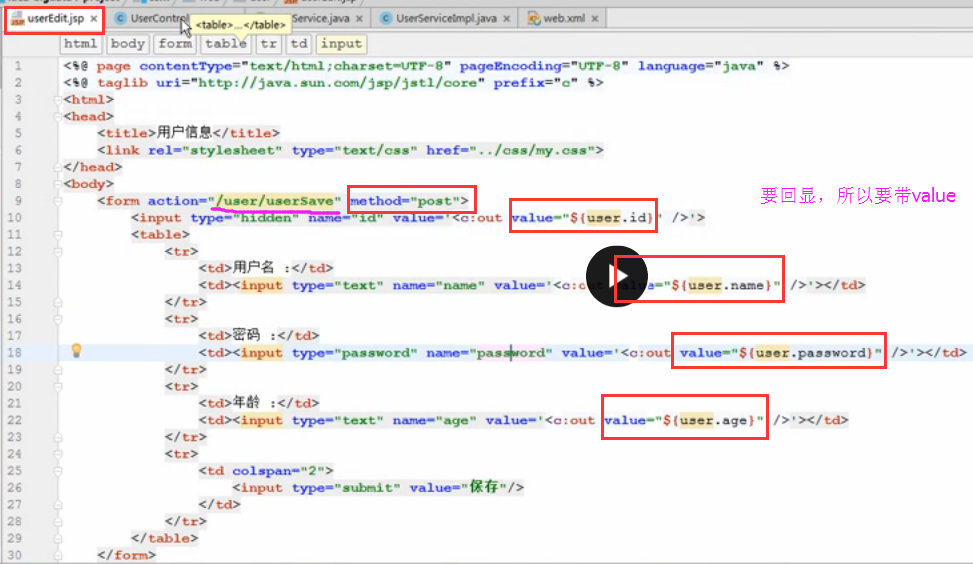 userEdit.jsp UserControl <table>...</table> Service.java UserServiceImpl.java web.xml
html body form table tr td input
1 <%@ page contentType="text/html;charset=UTF-8" pageEncoding="UTF-8" language="java" %>
2 <%@ taglib uri="http://java.sun.com/jsp/jstl/core" prefix="c" %>
3 <html>
4 <head>
5 <title>用户信息</title>
6 <link rel="stylesheet" type="text/css" href="../css/my.css">
7 </head>
8 <body>
9 <form action="/user/userSave" method="post">
要回显，所以要带value
10 <input type="hidden" name="id" value='<c:out value="${user.id}" />'>
11 <table>
12 <tr>
13 <td>用户名 :</td>
14 <td><input type="text" name="name" value='<c:out value="${user.name}" />'></td>
15 </tr>
16 <tr>
17 <td>密码 :</td>
18 <td><input type="password" name="password" value='<c:out value="${user.password}" />'></td>
19 </tr>
20 <tr>
21 <td>年龄 :</td>
22 <td><input type="text" name="age" value='<c:out value="${user.age}" />'></td>
23 </tr>
24 <tr>
25 <td colspan="2">
26 <input type="submit" value="保存"/>
27 </td>
28 </tr>
29 </table>
30 </form>